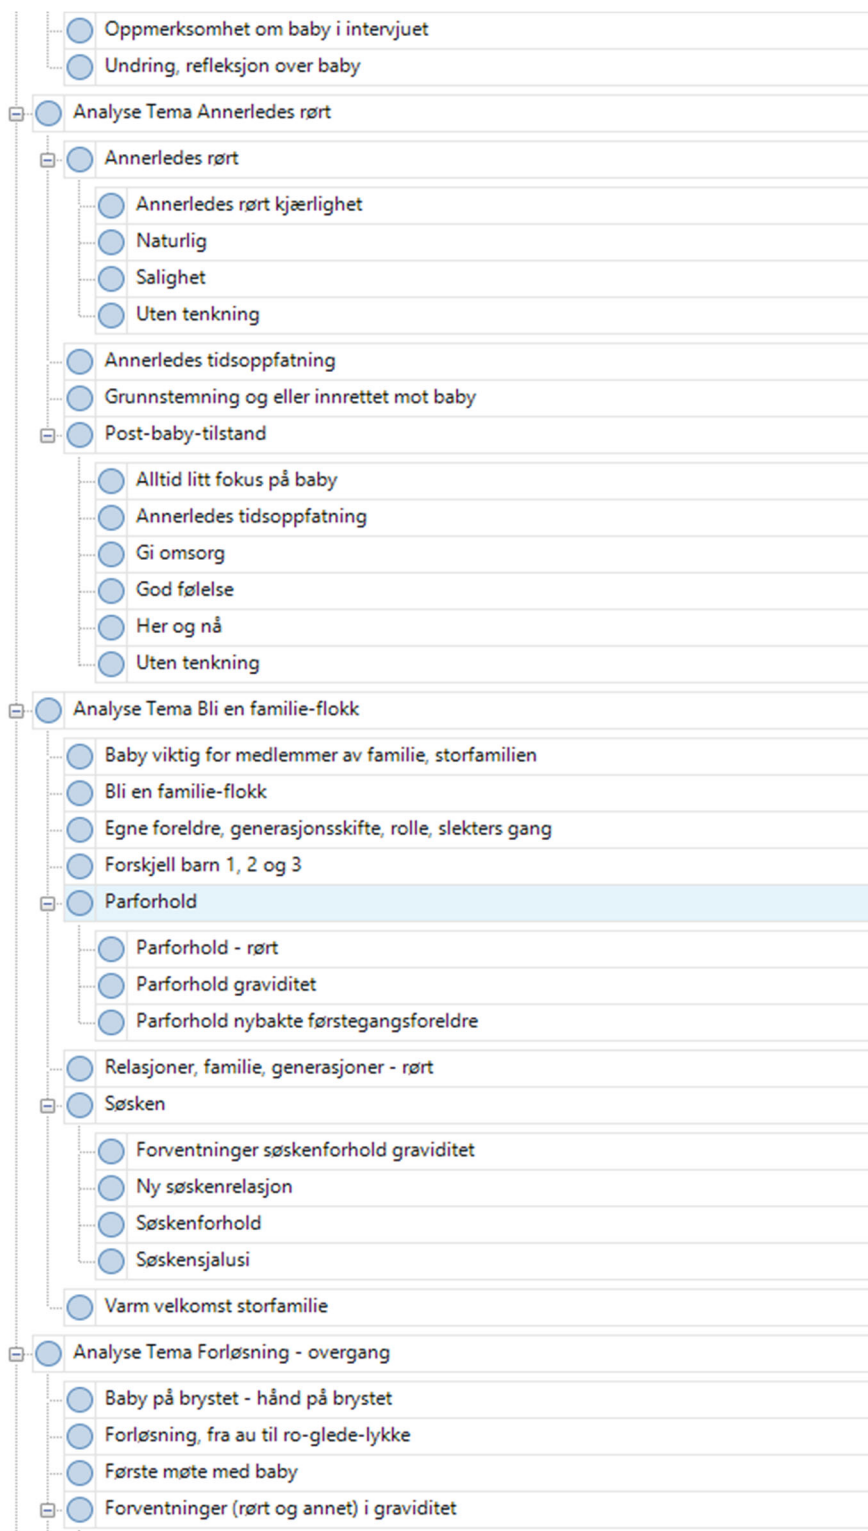 Oppmerksomhet om baby i intervjuet
Undring, refleksjon over baby
Analyse Tema Annerledes rørt
Annerledes rørt
Annerledes rørt kjærlighet
Naturlig
Salighet
Uten tenkning
Annerledes tidsoppfatning
Grunnstemning og eller innrettet mot baby
Post-baby-tilstand
Alltid litt fokus på baby
Annerledes tidsoppfatning
Gi omsorg
God følelse
Her og nå
Uten tenkning
Analyse Tema Bli en familie-flokk
Baby viktig for medlemmer av familie, storfamilien
Bli en familie-flokk
Egne foreldre, generasjonsskifte, rolle, slekters gang
Forskjell barn 1, 2 og 3
Parforhold
Parforhold - rørt
Parforhold graviditet
Parforhold nybakte førstegangsforeldre
Relasjoner, familie, generasjoner - rørt
Søsken
Forventninger søskenforhold graviditet
Ny søskenrelasjon
Søskenforhold
Søskensjalusi
Varm velkomst storfamilie
Analyse Tema Forløsning - overgang
Baby på brystet - hånd på brystet
Forløsning, fra au til ro-glede-lykke
Første møte med baby
Forventninger (rørt og annet) i graviditet